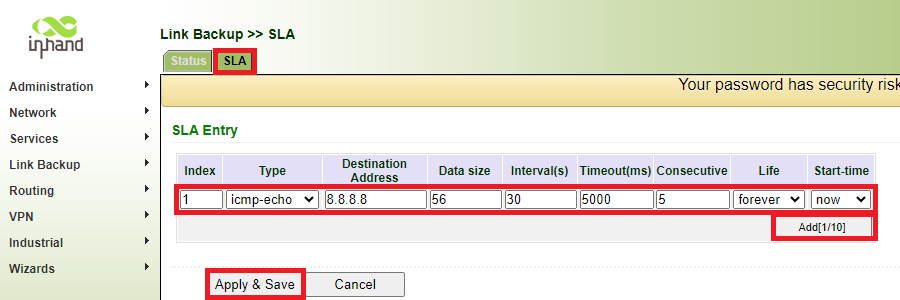 inhand
Link Backup >> SLA
Status SLA
Your password has security risk
Administration
Network
Services
Link Backup
Routing
VPN
Industrial
Wizards
SLA Entry
Index Type Destination Address Data size Interval(s) Timeout(ms) Consecutive Life Start-time
1 icmp-echo 8.8.8.8 56 30 5000 5 forever now
Add[1/10]
Apply & Save Cancel